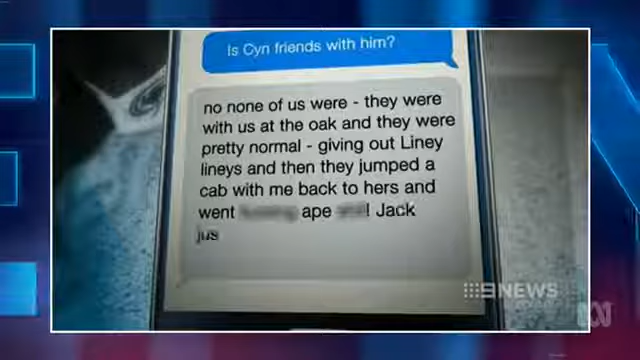 Is Cyn friends with him?
no none of us were - they were
with us at the oak and they were
pretty normal - giving out Liney
lineys and then they jumped a
cab with me back to hers and
went ape ! Jack
jus
9NEWS